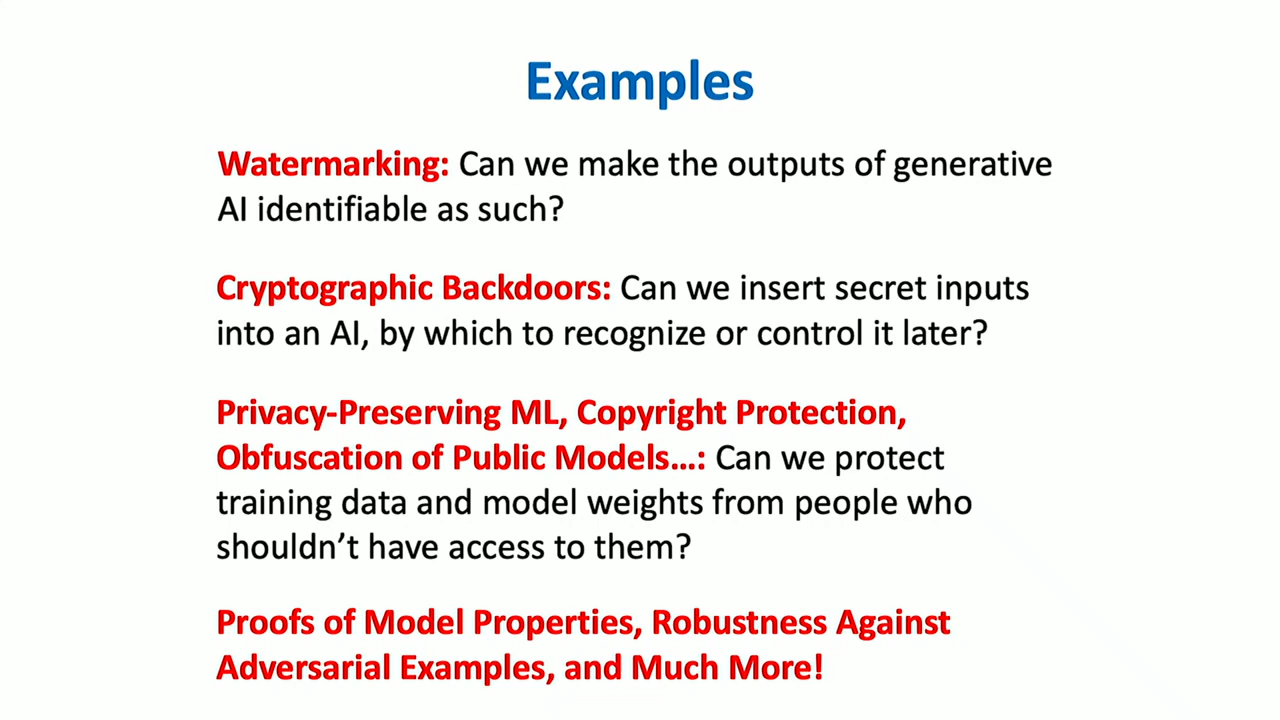 Examples
Watermarking: Can we make the outputs of generative
AI identifiable as such?
Cryptographic Backdoors: Can we insert secret inputs
into an AI, by which to recognize or control it later?
Privacy-Preserving ML, Copyright Protection,
Obfuscation of Public Models...: Can we protect
training data and model weights from people who
shouldn’t have access to them?
Proofs of Model Properties, Robustness Against
Adversarial Examples, and Much More!